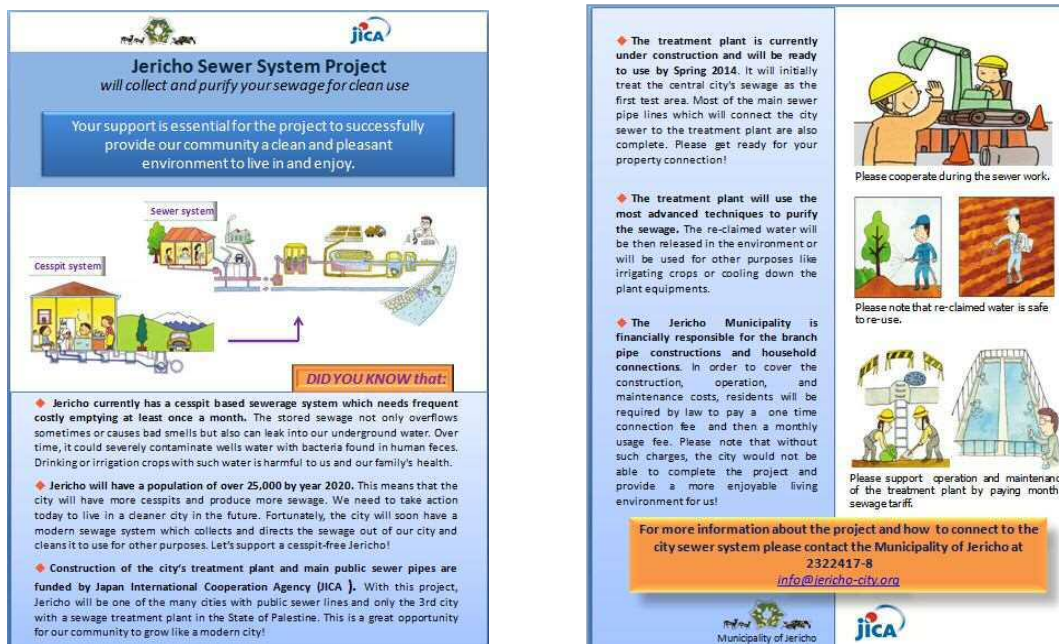 JICA
Jericho Sewer System Project
will collect and purify your sewage for clean use
Your support is essential for the project to successfully
provide our community a clean and pleasant
environment to live in and enjoy.
Sewer system
Cesspit system
DID YOU KNOW that:
◆ Jericho currently has a cesspit based sewerage system which needs frequent
costly emptying at least once a month. The stored sewage not only overflows
sometimes or causes bad smells but also can leak into our underground water. Over
time, it could severely contaminate wells water with bacteria found in human feces.
Drinking or irrigation crops with such water is harmful to us and our family's health.
◆ Jericho will have a population of over 25,000 by year 2020. This means that the
city will have more cesspits and produce more sewage. We need to take action
today to live in a cleaner city in the future. Fortunately, the city will soon have a
modern sewage system which collects and directs the sewage out of our city and
cleans it to use for other purposes. Let's support a cesspit-free Jericho!
◆ Construction of the city's treatment plant and main public sewer pipes are
funded by Japan International Cooperation Agency (JICA ). With this project,
Jericho will be one of the many cities with public sewer lines and only the 3rd city
with a sewage treatment plant in the State of Palestine. This is a great opportunity
for our community to grow like a modern city!
◆ The treatment plant is currently
under construction and will be ready
to use by Spring 2014. It will initially
treat the central city's sewage as the
first test area. Most of the main sewer
pipe lines which will connect the city
sewer to the treatment plant are also
complete. Please get ready for your
property connection!
◆ The treatment plant will use the
most advanced techniques to purify
the sewage. The re-claimed water will
be then released in the environment or
will be used for other purposes like
irrigating crops or cooling down the
plant equipments.
◆ The Jericho Municipality is
financially responsible for the branch
pipe constructions and household
connections. In order to cover the
construction, operation, and
maintenance costs, residents will be
required by law to pay a one time
connection fee and then a monthly
usage fee. Please note that without
such charges, the city would not be
able to complete the project and
provide a more enjoyable living
environment for us!
Please cooperate during the sewer work.
Please note that re-claimed water is safe
to re-use.
Please support operation and maintenanc
of the treatment plant by paying month
sewage tariff.
For more information about the project and how to connect to the
city sewer system please contact the Municipality of Jericho at
2322417-8
info@jericho-city.org
Municipality of Jericho
JICA